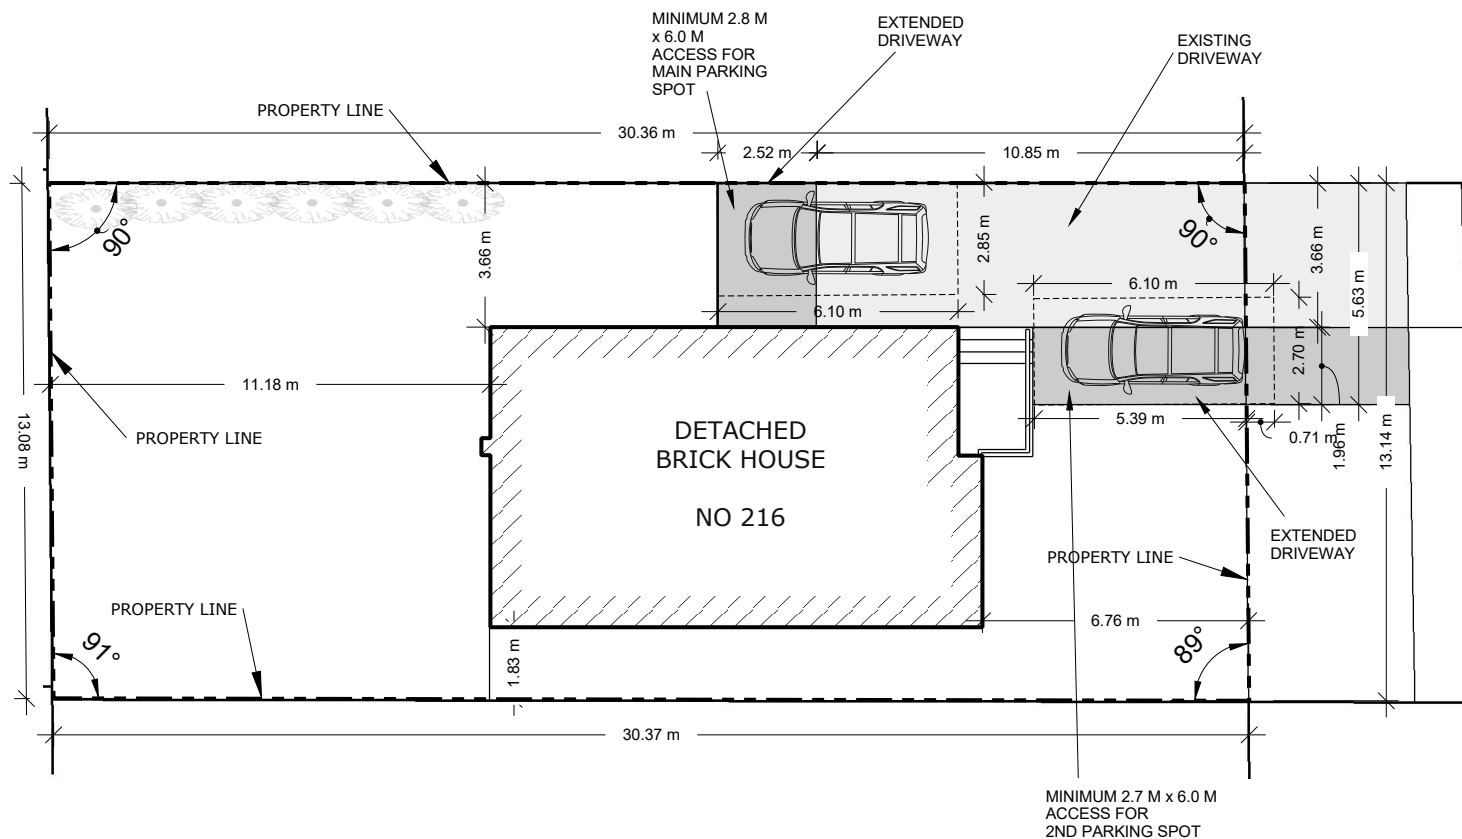 MINIMUM 2.8 M
x 6.0 M
ACCESS FOR
MAIN PARKING
SPOT
EXTENDED
DRIVEWAY
EXISTING
DRIVEWAY
PROPERTY LINE
30.36 m
2.52 m
10.85 m
90°
90°
3.66 m
2.85 m
3.66 m
5.63 m
6.10 m
6.10 m
2.70 m
11.18 m
13.08 m
PROPERTY LINE
DETACHED
BRICK HOUSE
NO 216
5.39 m
0.71 m
1.96 m
13.14 m
EXTENDED
DRIVEWAY
PROPERTY LINE
PROPERTY LINE
6.76 m
91°
89°
1.83 m
30.37 m
MINIMUM 2.7 M x 6.0 M
ACCESS FOR
2ND PARKING SPOT